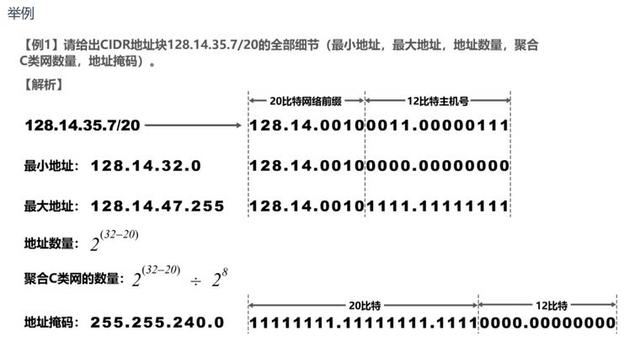 举例
【例1】请给出CIDR地址块128.14.35.7/20的全部细节（最小地址，最大地址，地址数量，聚合
C类网数量，地址掩码）。
【解析】
20比特网络前缀 12比特主机号
128.14.35.7/20 128.14.00100011.00000111
最小地址：128.14.32.0 128.14.00100000.00000000
最大地址：128.14.47.255 128.14.00101111.11111111
地址数量：2^(32–20)
聚合C类网的数量：2^(32–20) ÷ 2^8
20比特 12比特
地址掩码：255.255.240.0 11111111.11111111.11110000.00000000